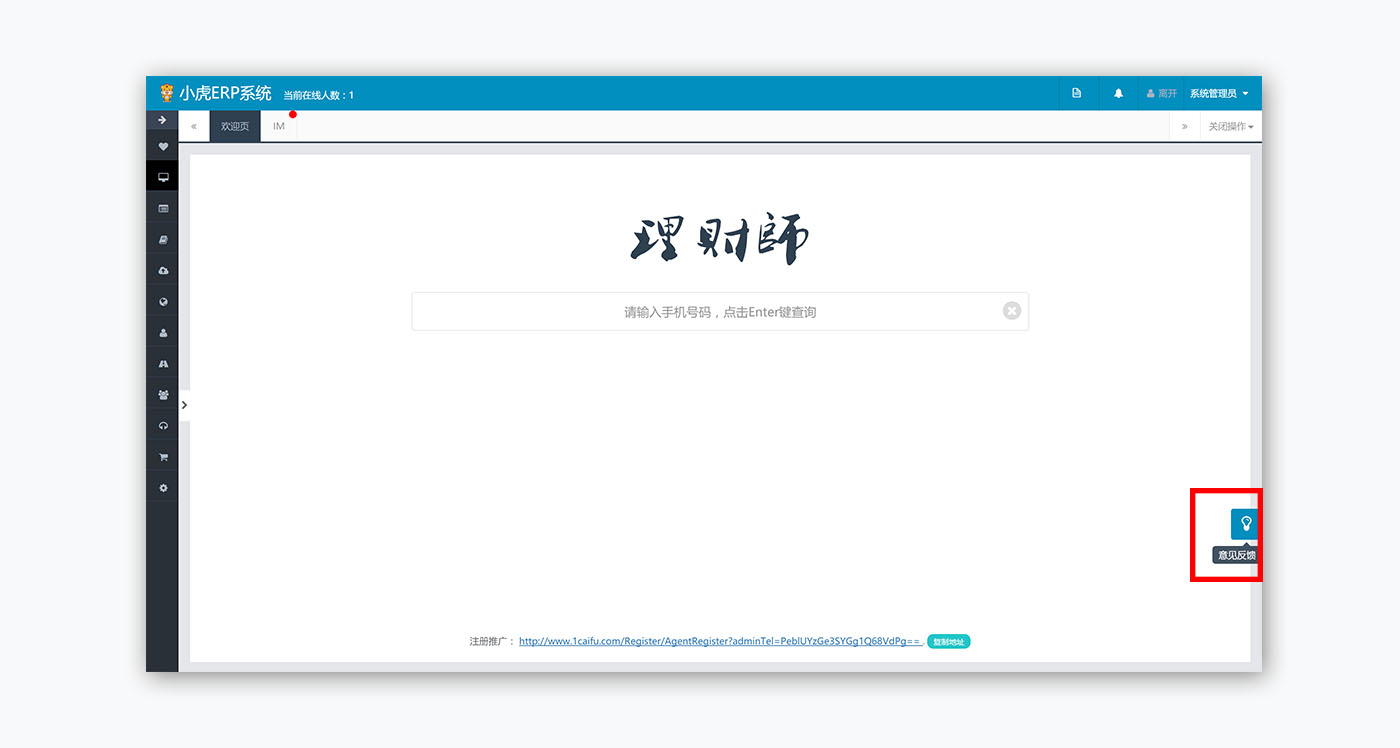 小虎ERP系统 当前在线人数：1 离开 系统管理员
欢迎页 IM 关闭操作
理财師
请输入手机号码，点击Enter键查询
意见反馈
注册推广： http://www.1caifu.com/Register/AgentRegister?adminTel=PeblUYzGe3SYGg1Q68VdPg== 复制地址